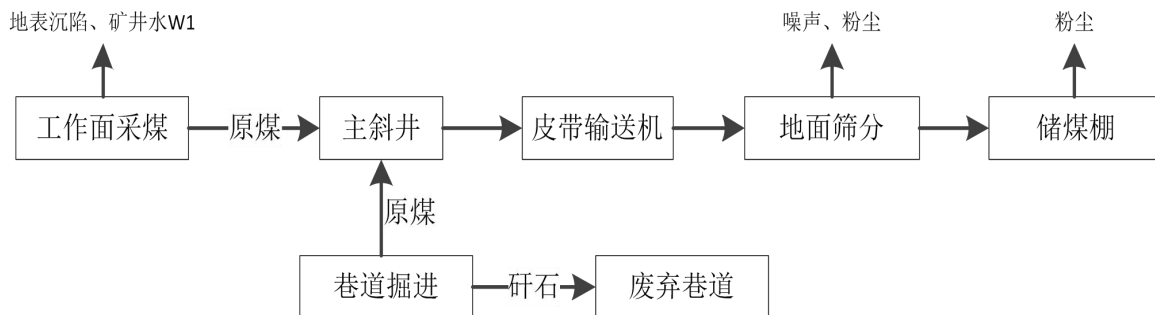 地表沉陷、矿井水W1
噪声、粉尘
粉尘
工作面采煤
原煤
主斜井
皮带输送机
地面筛分
储煤棚
原煤
巷道掘进
矸石
废弃巷道